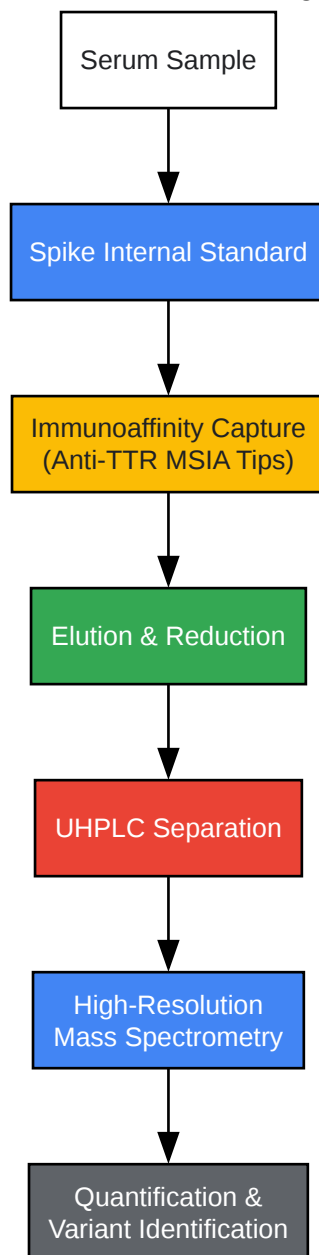 Serum Sample
Spike Internal Standard
Immunoaffinity Capture
(Anti-TTR MSIA Tips)
Elution & Reduction
UHPLC Separation
High-Resolution
Mass Spectrometry
Quantification &
Variant Identification